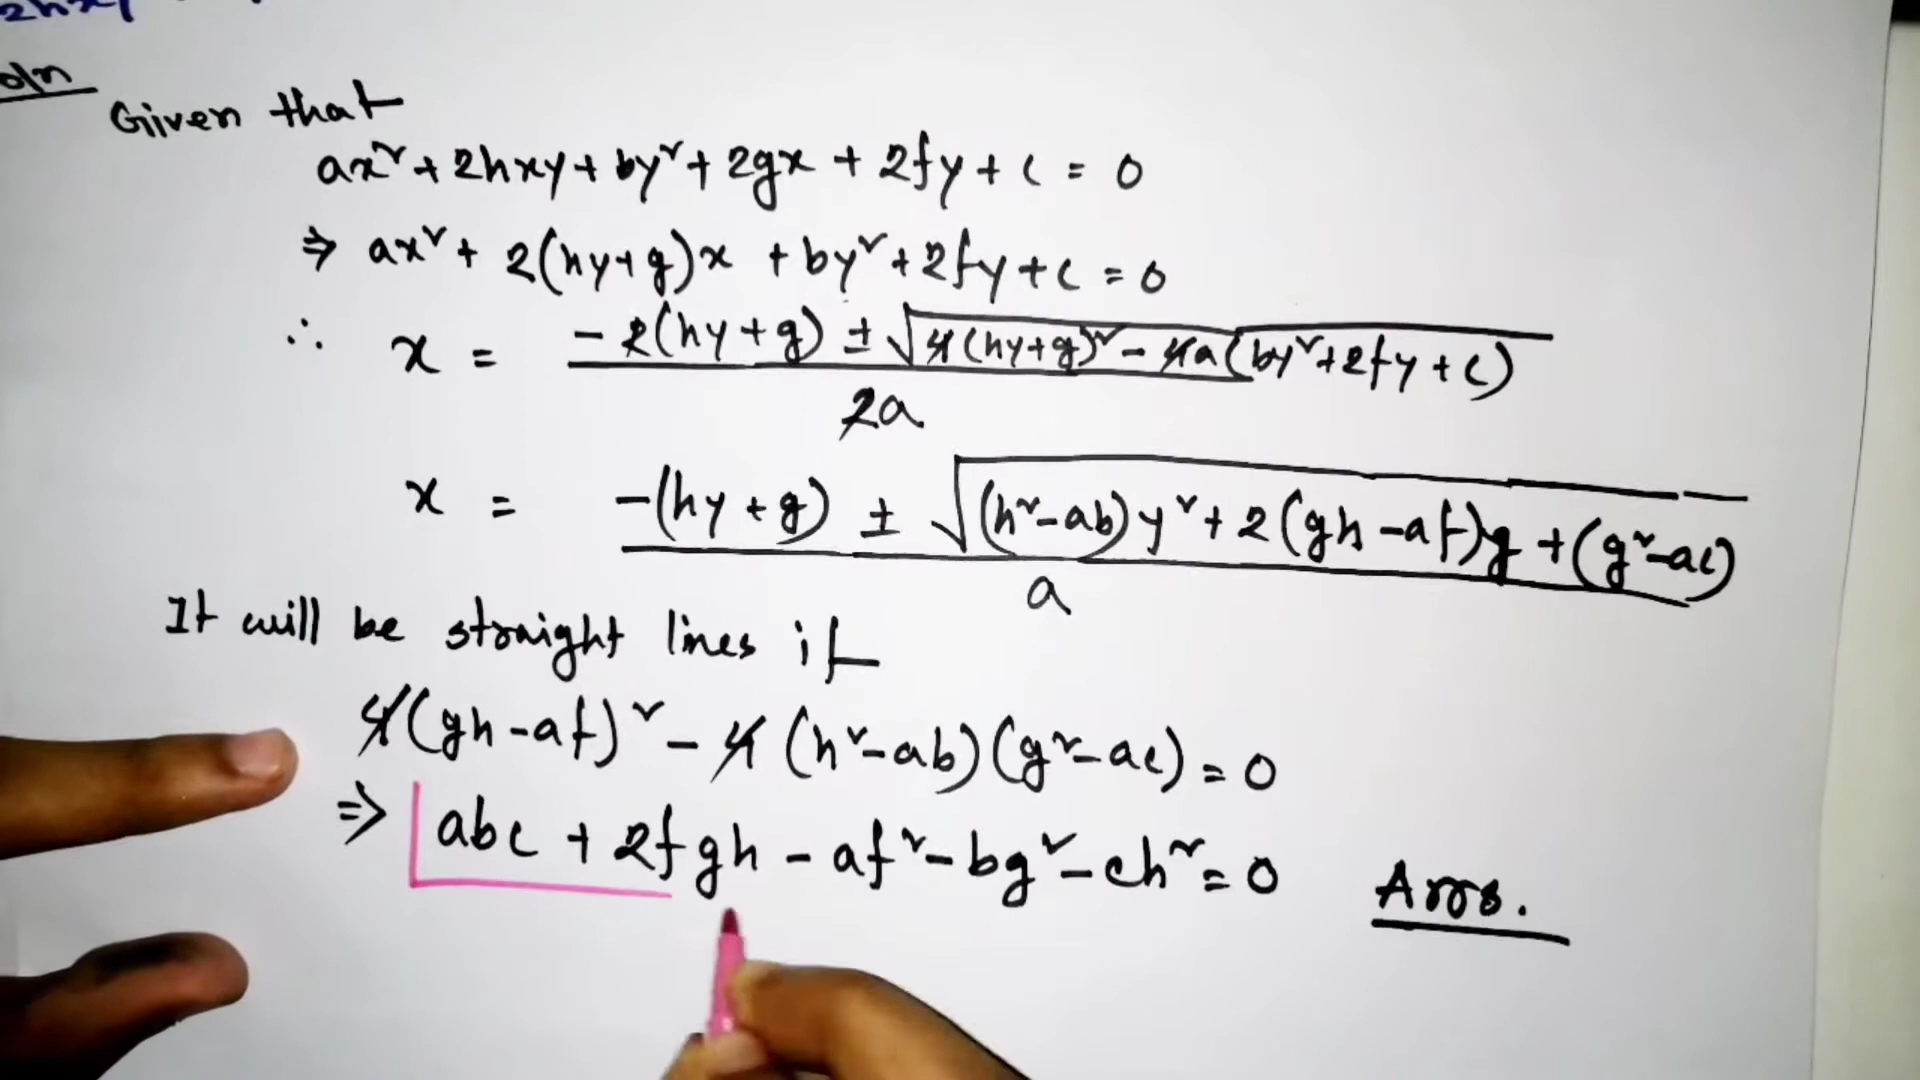 2hxy
Given that
ax² + 2hxy + by² + 2gx + 2fy + c = 0
⇒ ax² + 2(hy+g)x + by² + 2fy + c = 0
∴ x = (-2(hy+g) ± √(4(hy+g)² - 4a(by²+2fy+c))) / 2a
x = (-(hy+g) ± √((h²-ab)y² + 2(gh-af)y + (g²-ac))) / a
It will be straight lines if
4(gh-af)² - 4(h²-ab)(g²-ac) = 0
⇒ abc + 2fgh - af² - bg² - ch² = 0 Ans.